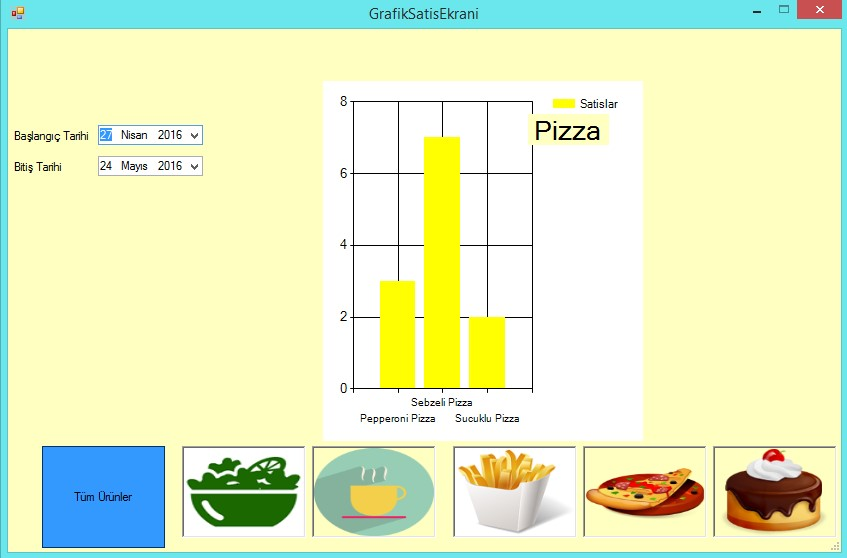 GrafikSatisEkrani
Başlangıç Tarihi 27 Nisan 2016
Bitiş Tarihi 24 Mayıs 2016
Satislar
Pizza
8
6
4
2
0
Sebzeli Pizza
Pepperoni Pizza Sucuklu Pizza
Tüm Ürünler